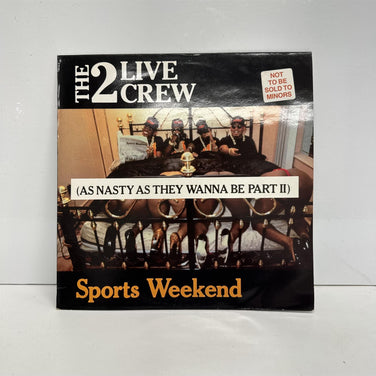 THE 2 LIVE CREW
NOT
TO BE
SOLD TO
MINORS
(AS NASTY AS THEY WANNA BE PART II)
Sports Weekend